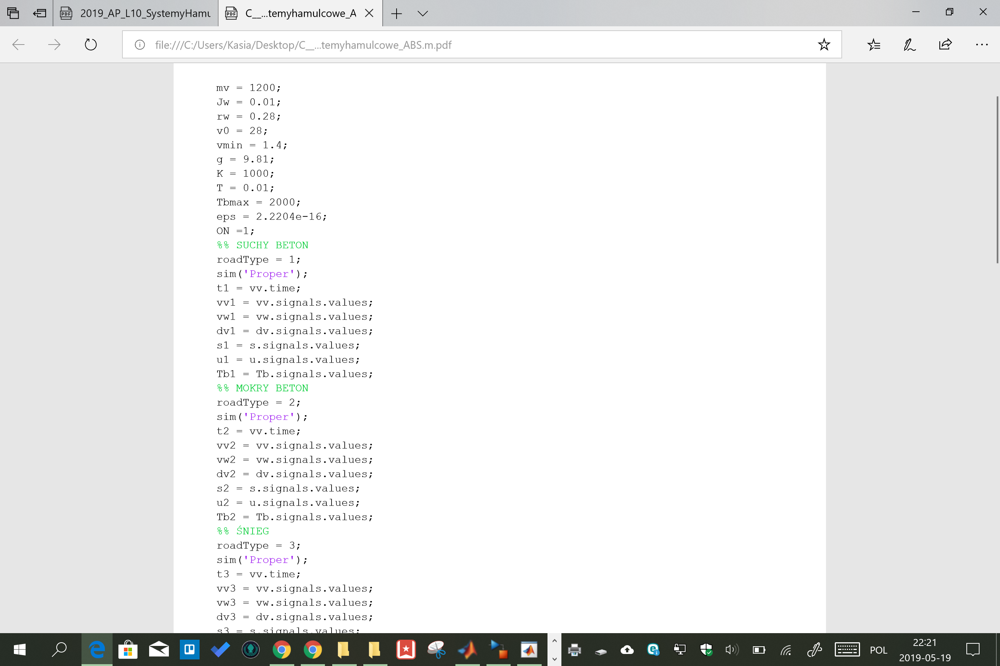 2019_AP_L10_SystemyHamu
C__...temyhamulcowe_A
file:///C:/Users/Kasia/Desktop/C__...temyhamulcowe_ABS.m.pdf
mv = 1200;
Jw = 0.01;
rw = 0.28;
v0 = 28;
vmin = 1.4;
g = 9.81;
K = 1000;
T = 0.01;
Tbmax = 2000;
eps = 2.2204e-16;
ON =1;
%% SUCHY BETON
roadType = 1;
sim('Proper');
t1 = vv.time;
vv1 = vv.signals.values;
vw1 = vw.signals.values;
dv1 = dv.signals.values;
s1 = s.signals.values;
u1 = u.signals.values;
Tb1 = Tb.signals.values;
%% MOKRY BETON
roadType = 2;
sim('Proper');
t2 = vv.time;
vv2 = vv.signals.values;
vw2 = vw.signals.values;
dv2 = dv.signals.values;
s2 = s.signals.values;
u2 = u.signals.values;
Tb2 = Tb.signals.values;
%% ŚNIEG
roadType = 3;
sim('Proper');
t3 = vv.time;
vv3 = vv.signals.values;
vw3 = vw.signals.values;
dv3 = dv.signals.values;
s3 = s.signals.values;
POL
22:21
2019-05-19